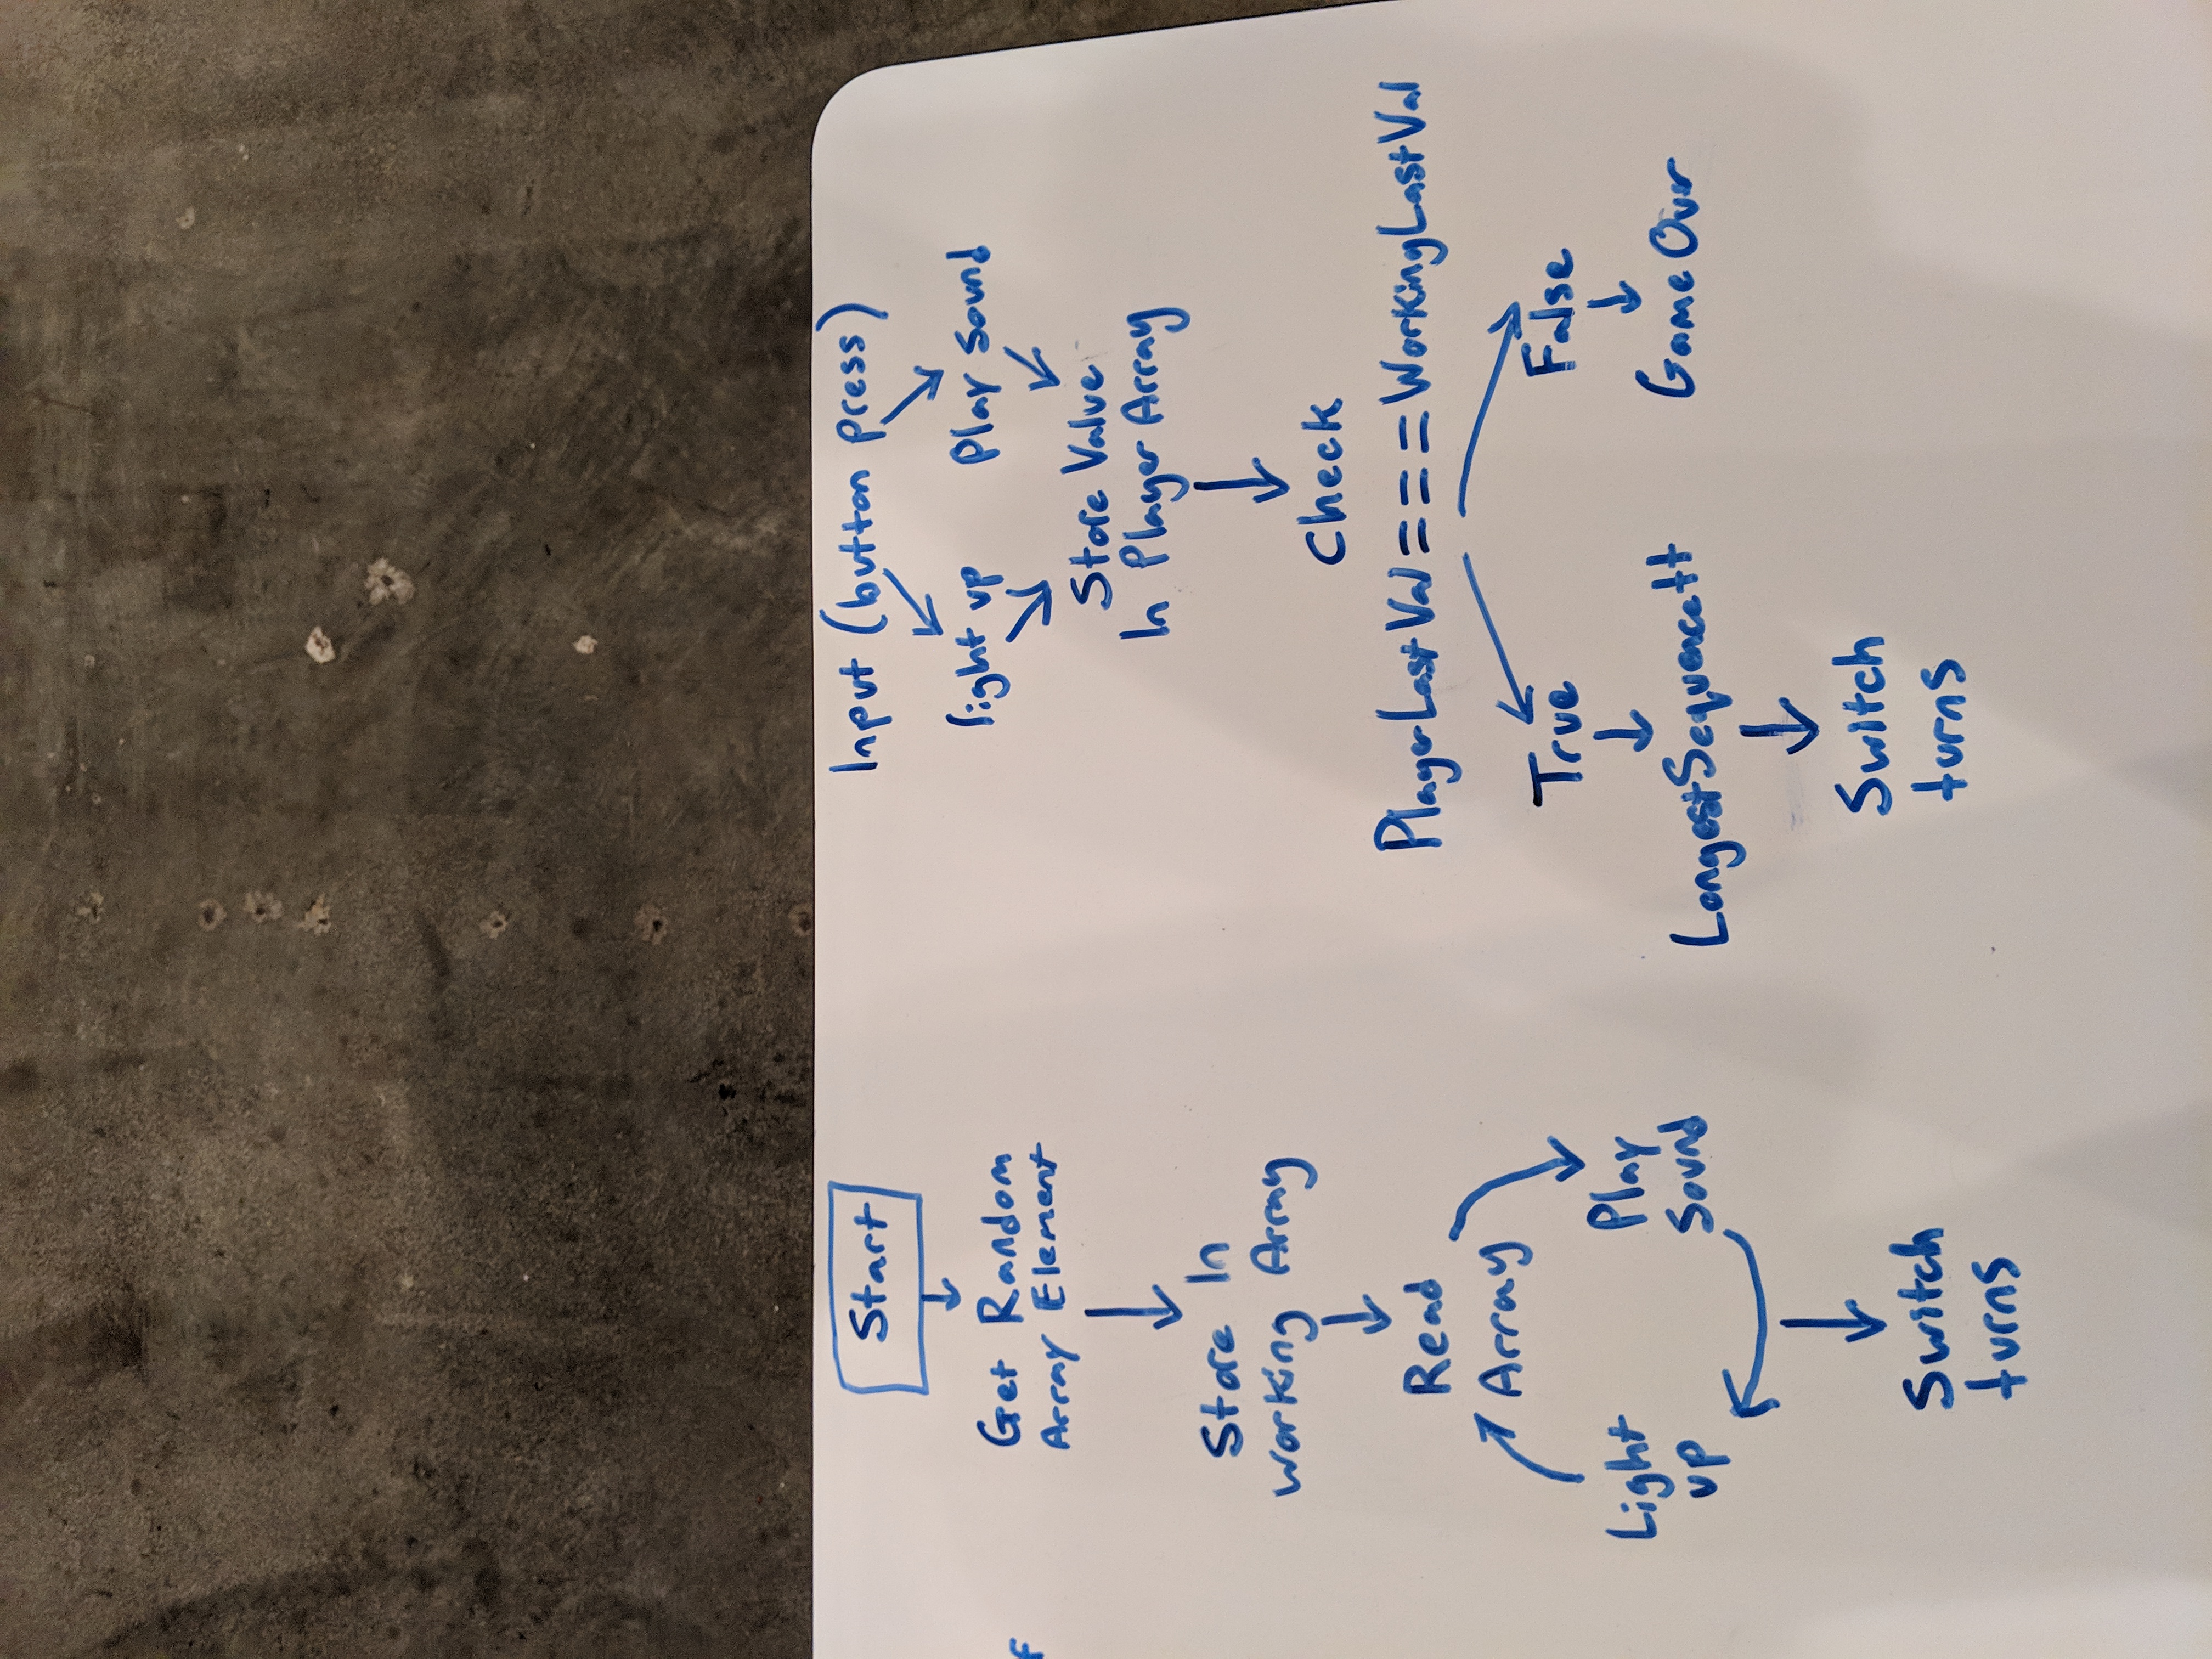 Start
Get Random
Array Element
Store In
Working Array
Read
Array
Play
Sound
Light
up
Switch
turns
Input (button press)
light up
Play sound
Store Value
In Player Array
Check
PlayerLastVal === WorkingLastVal
True
False
LongestSequence++
Game Over
Switch
turns